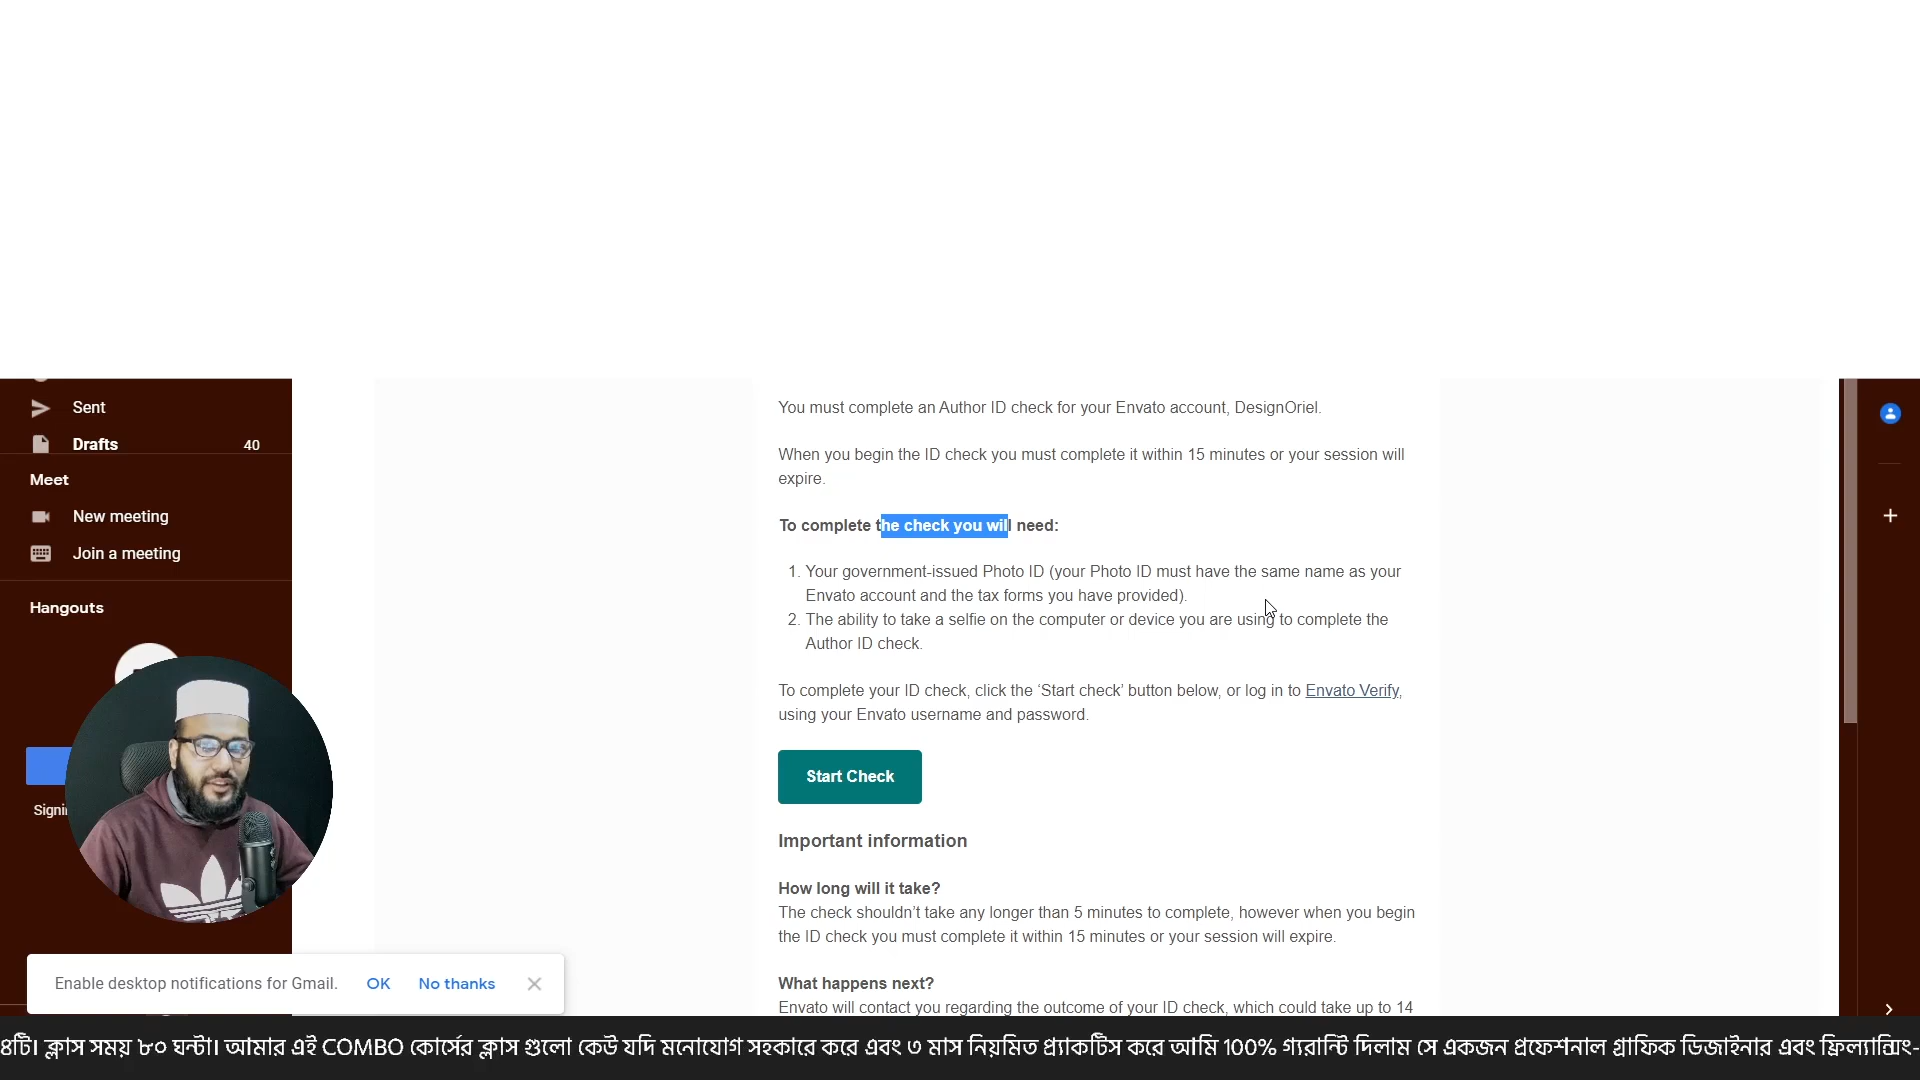 Sent
Drafts 40
Meet
New meeting
Join a meeting
Hangouts
You must complete an Author ID check for your Envato account, DesignOriel.
When you begin the ID check you must complete it within 15 minutes or your session will
expire.
To complete the check you will need:
1. Your government-issued Photo ID (your Photo ID must have the same name as your
Envato account and the tax forms you have provided).
2. The ability to take a selfie on the computer or device you are using to complete the
Author ID check.
To complete your ID check, click the ‘Start check’ button below, or log in to Envato Verify,
using your Envato username and password.
Start Check
Important information
How long will it take?
The check shouldn’t take any longer than 5 minutes to complete, however when you begin
the ID check you must complete it within 15 minutes or your session will expire.
What happens next?
Envato will contact you regarding the outcome of your ID check, which could take up to 14
Enable desktop notifications for Gmail. OK No thanks
৪টি। ক্লাস সময় ৮০ ঘন্টা। আমার এই COMBO কোর্সের ক্লাস গুলো কেউ যদি মনোযোগ সহকারে করে এবং ৩ মাস নিয়মিত প্র্যাকটিস করে আমি 100% গ্যরান্টি দিলাম সে একজন প্রফেশনাল গ্রাফিক ডিজাইনার এবং